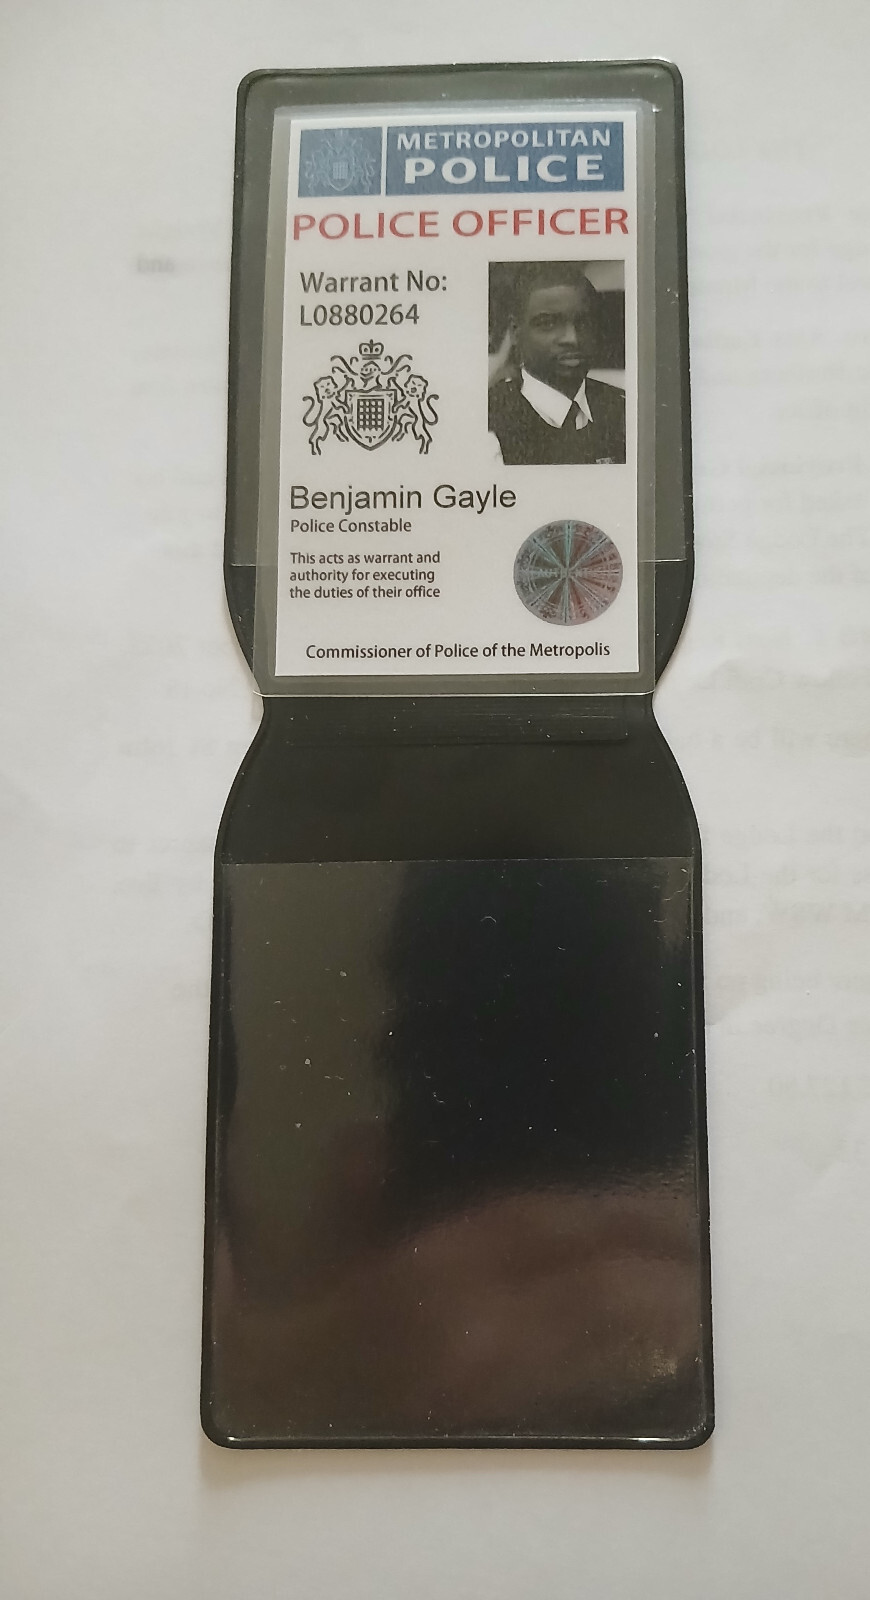 METROPOLITAN
POLICE
POLICE OFFICER
Warrant No:
L0880264
Benjamin Gayle
Police Constable
This acts as warrant and
authority for executing
the duties of their office
Commissioner of Police of the Metropolis